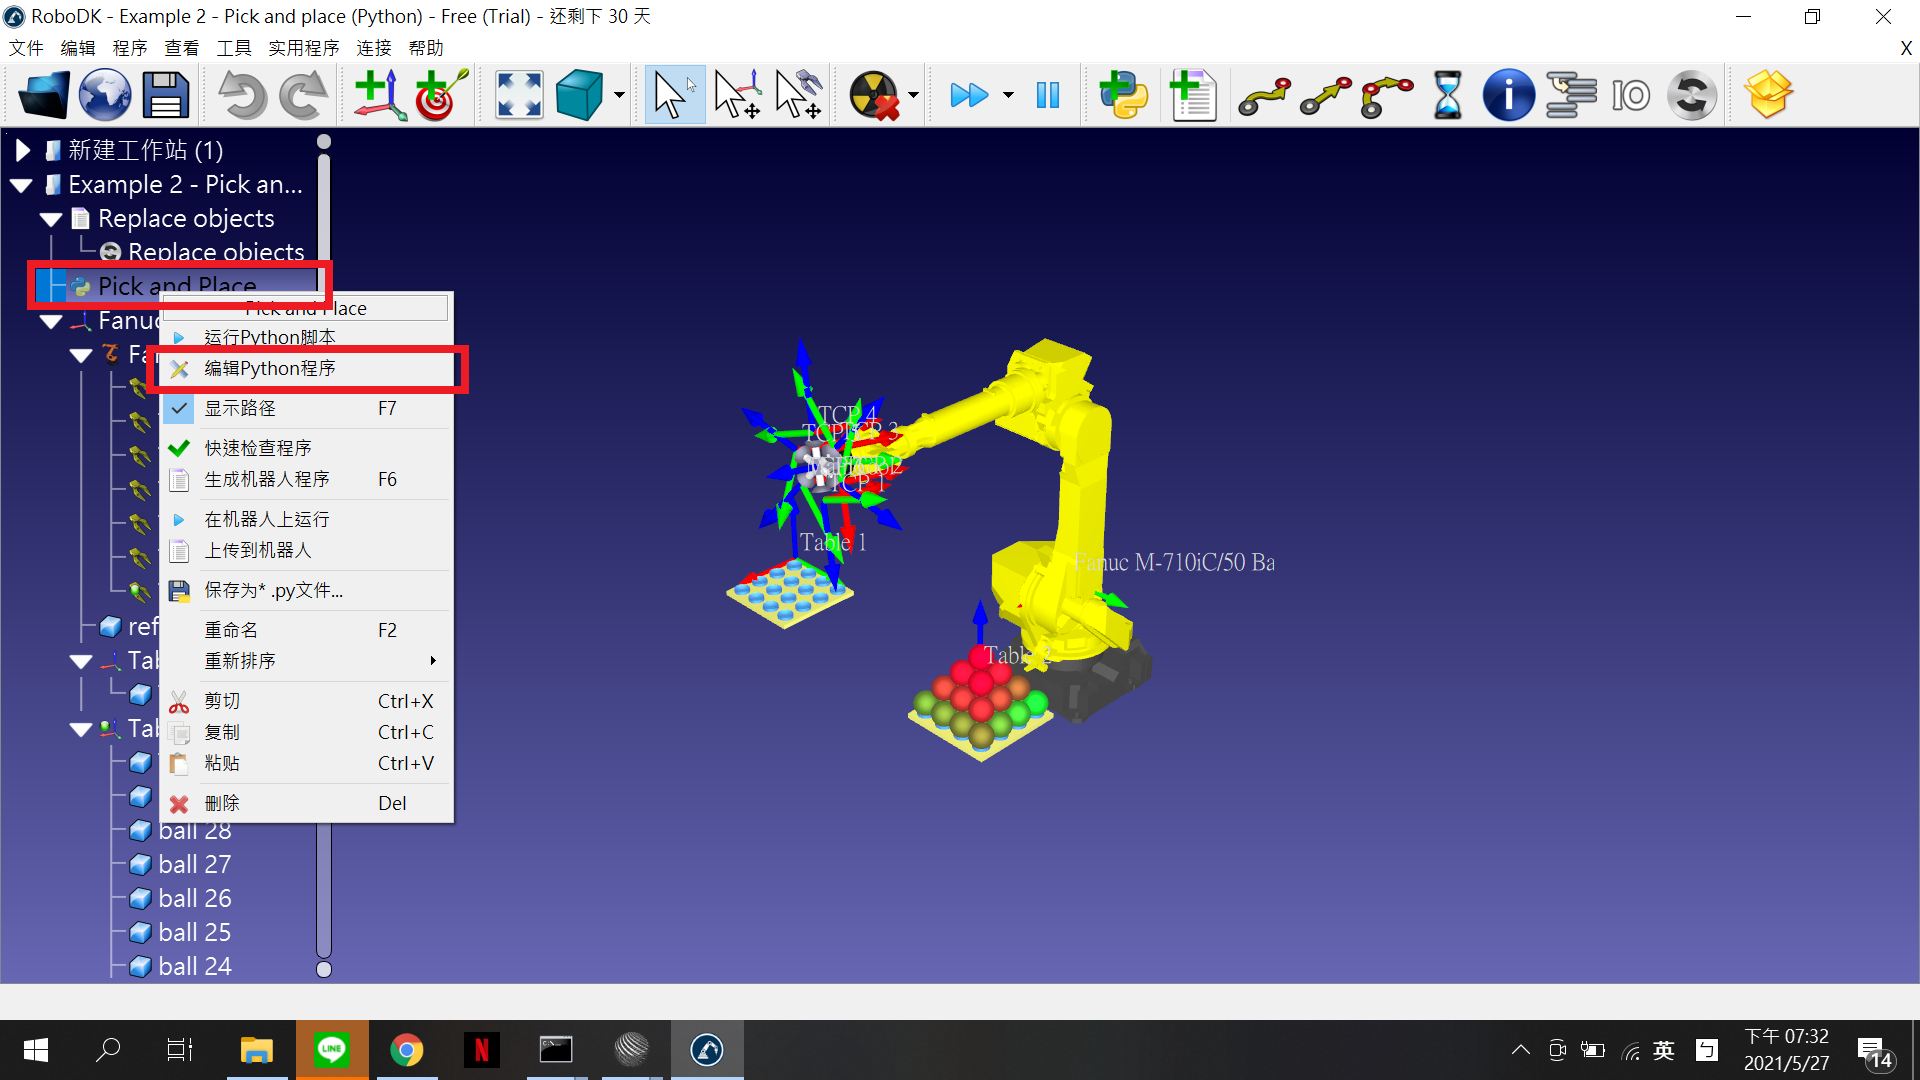 RoboDK - Example 2 - Pick and place (Python) - Free (Trial) - 还剩下 30 天
文件 编辑 程序 查看 工具 实用程序 连接 帮助 X
IO
新建工作站 (1)
Example 2 - Pick an...
Replace objects
Replace objects
Pick and Place
Pick and Place
Fanuc
运行Python脚本
编辑Python程序
显示路径 F7
快速检查程序
生成机器人程序 F6
在机器人上运行
上传到机器人
保存为* .py文件...
重命名 F2
ref
重新排序
剪切 Ctrl+X
复制 Ctrl+C
粘贴 Ctrl+V
删除 Del
ball 28
ball 27
ball 26
ball 25
ball 24
TCP 4
TCP 3
TCP 1
Table 1
Fanuc M-710iC/50 Ba
Table 2
LINE
N
英
ㄅ
下午 07:32
2021/5/27
14